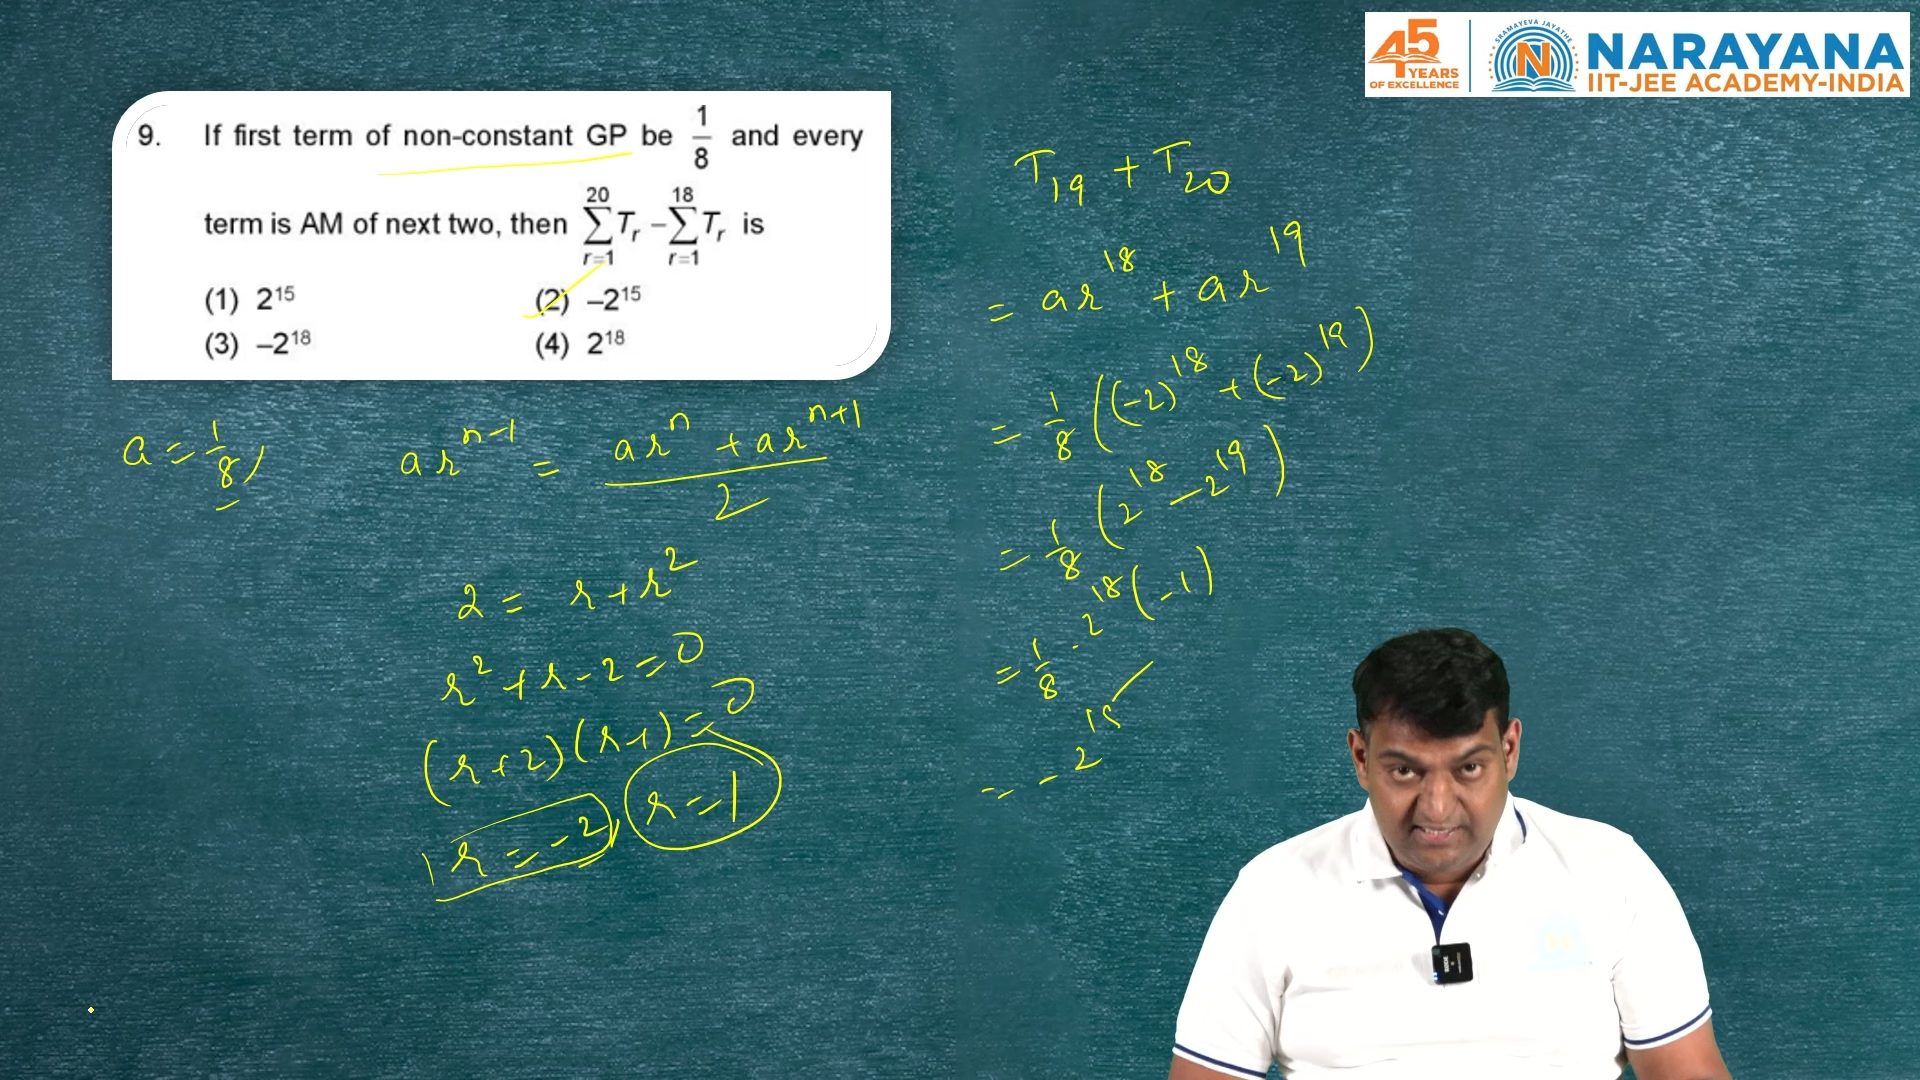 45 YEARS OF EXCELLENCE
SRAMAYEVA JAYATHE
N
NARAYANA
IIT-JEE ACADEMY-INDIA
9. If first term of non-constant GP be 1/8 and every
term is AM of next two, then ∑_{r=1}^{20} T_r – ∑_{r=1}^{18} T_r is
(1) 2^15 (2) –2^15
(3) –2^18 (4) 2^18
a = 1/8, ar^{n-1} = (ar^n + ar^{n+1})/2
2 = r + r^2
r^2 + r - 2 = 0
(r+2)(r-1) = 0
r = -2, r = 1
T_19 + T_20
= ar^18 + ar^19
= 1/8 ((-2)^18 + (-2)^19)
= 1/8 (2^18 - 2^19)
= 1/8 · 2^18 (-1)
= -2^15